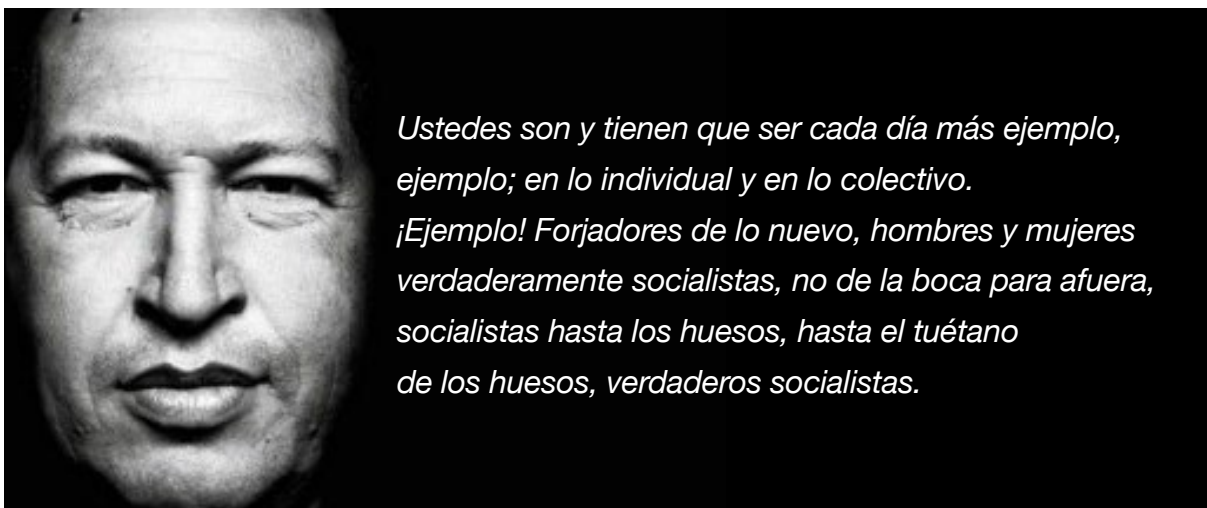 Ustedes son y tienen que ser cada día más ejemplo,
ejemplo; en lo individual y en lo colectivo.
¡Ejemplo! Forjadores de lo nuevo, hombres y mujeres
verdaderamente socialistas, no de la boca para afuera,
socialistas hasta los huesos, hasta el tuétano
de los huesos, verdaderos socialistas.